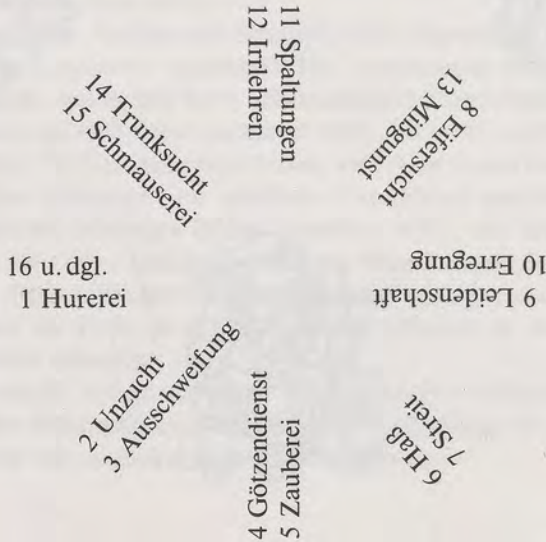 11 Spaltungen
12 Irrlehren
8 Eifersucht
13 Mißgunst
14 Trunksucht
15 Schmauserei
16 u. dgl.
1 Hurerei
10 Erregung
9 Leidenschaft
2 Unzucht
3 Ausschweifung
4 Götzendienst
5 Zauberei
6 Haß
7 Streit